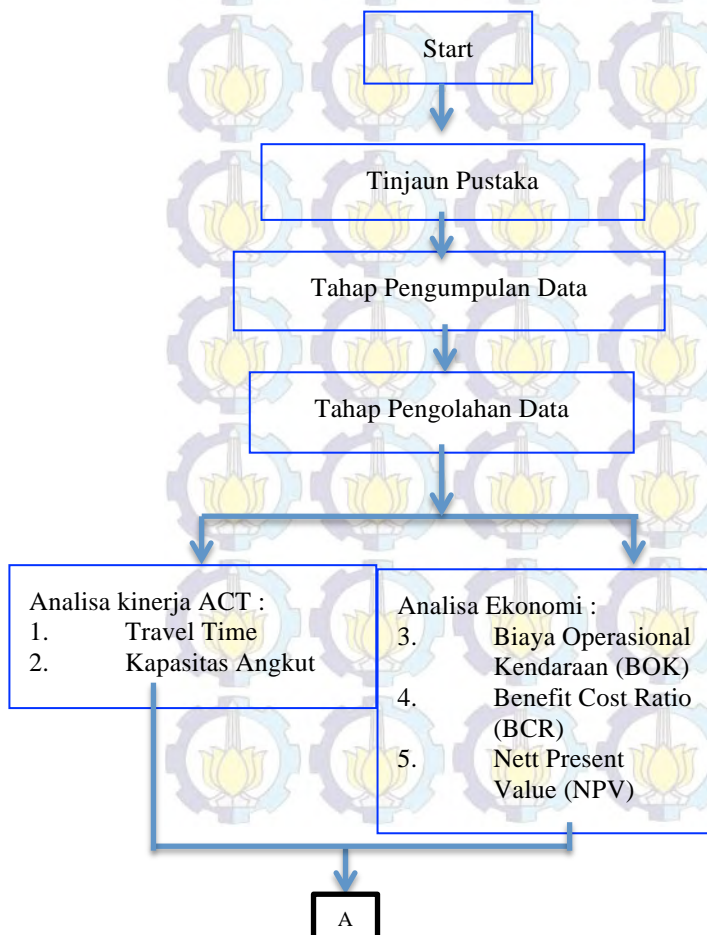 Start
Tinjaun Pustaka
Tahap Pengumpulan Data
Tahap Pengolahan Data
Analisa kinerja ACT :
1. Travel Time
2. Kapasitas Angkut
Analisa Ekonomi :
3. Biaya Operasional
Kendaraan (BOK)
4. Benefit Cost Ratio
(BCR)
5. Nett Present
Value (NPV)
A